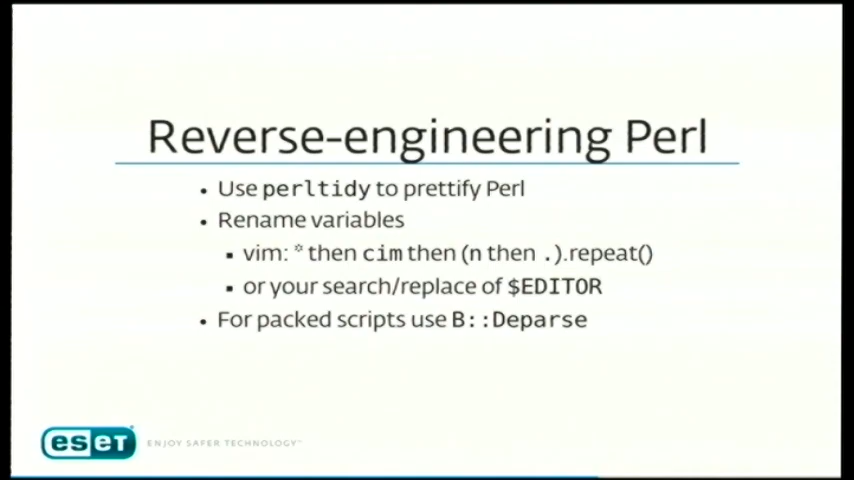 Reverse-engineering Perl
• Use perltidy to prettify Perl
• Rename variables
▪ vim: * then cim then (n then .).repeat()
▪ or your search/replace of $EDITOR
• For packed scripts use B::Deparse
eset ENJOY SAFER TECHNOLOGY™